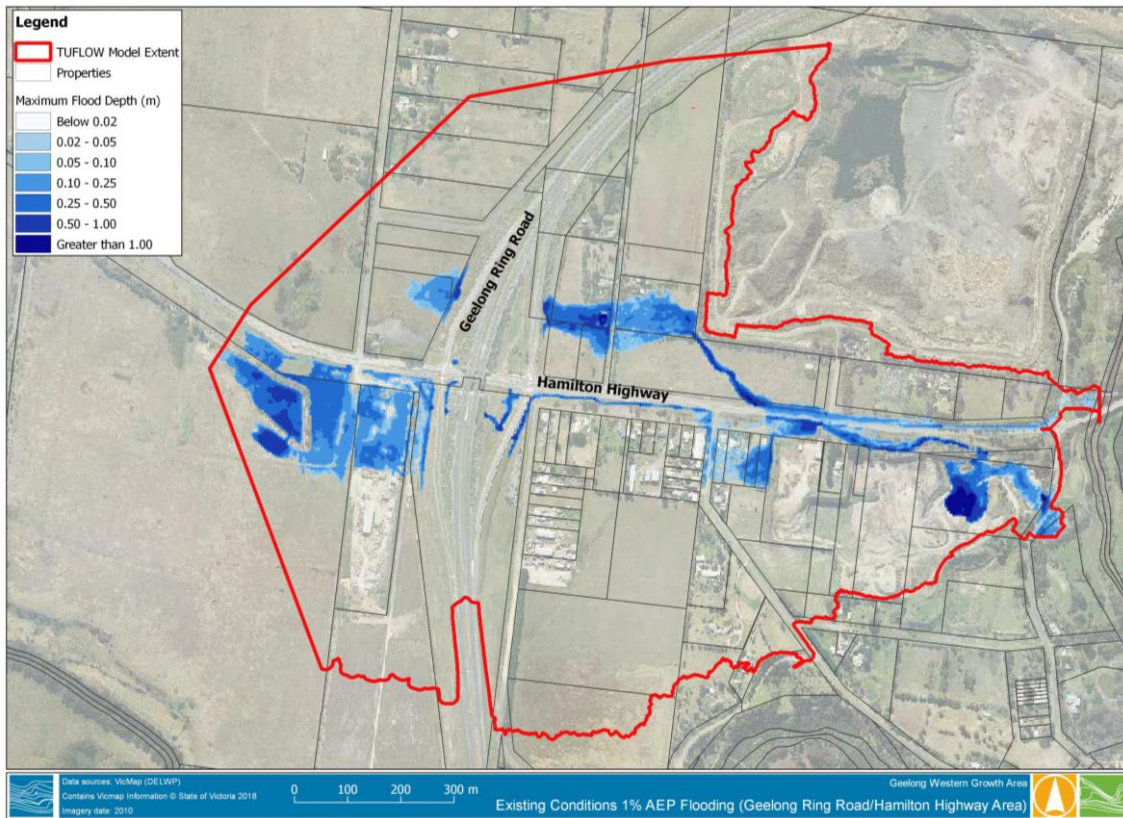 Legend
TUFLOW Model Extent
Properties
Maximum Flood Depth (m)
Below 0.02
0.02 - 0.05
0.05 - 0.10
0.10 - 0.25
0.25 - 0.50
0.50 - 1.00
Greater than 1.00
Geelong Ring Road
Hamilton Highway
Data sources: VicMap (DELWP)
Contains Vicmap Information © State of Victoria 2018
Imagery date: 2010
0 100 200 300 m
Geelong Western Growth Area
Existing Conditions 1% AEP Flooding (Geelong Ring Road/Hamilton Highway Area)